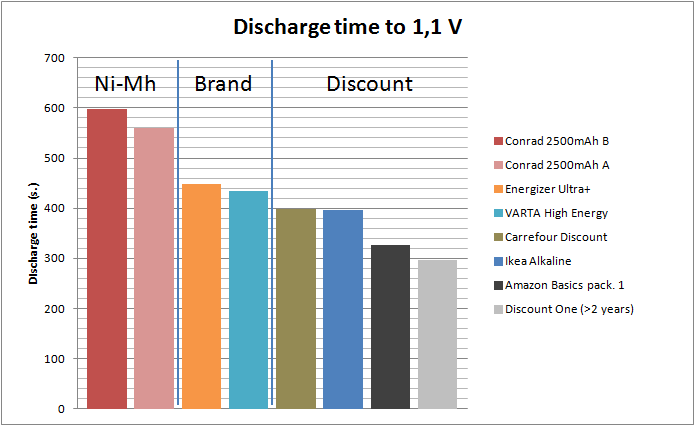 Discharge time to 1,1 V
Ni-Mh
Brand
Discount
Discharge time (s.)
700
600
500
400
300
200
100
0
Conrad 2500mAh B
Conrad 2500mAh A
Energizer Ultra+
VARTA High Energy
Carrefour Discount
Ikea Alkaline
Amazon Basics pack. 1
Discount One (>2 years)